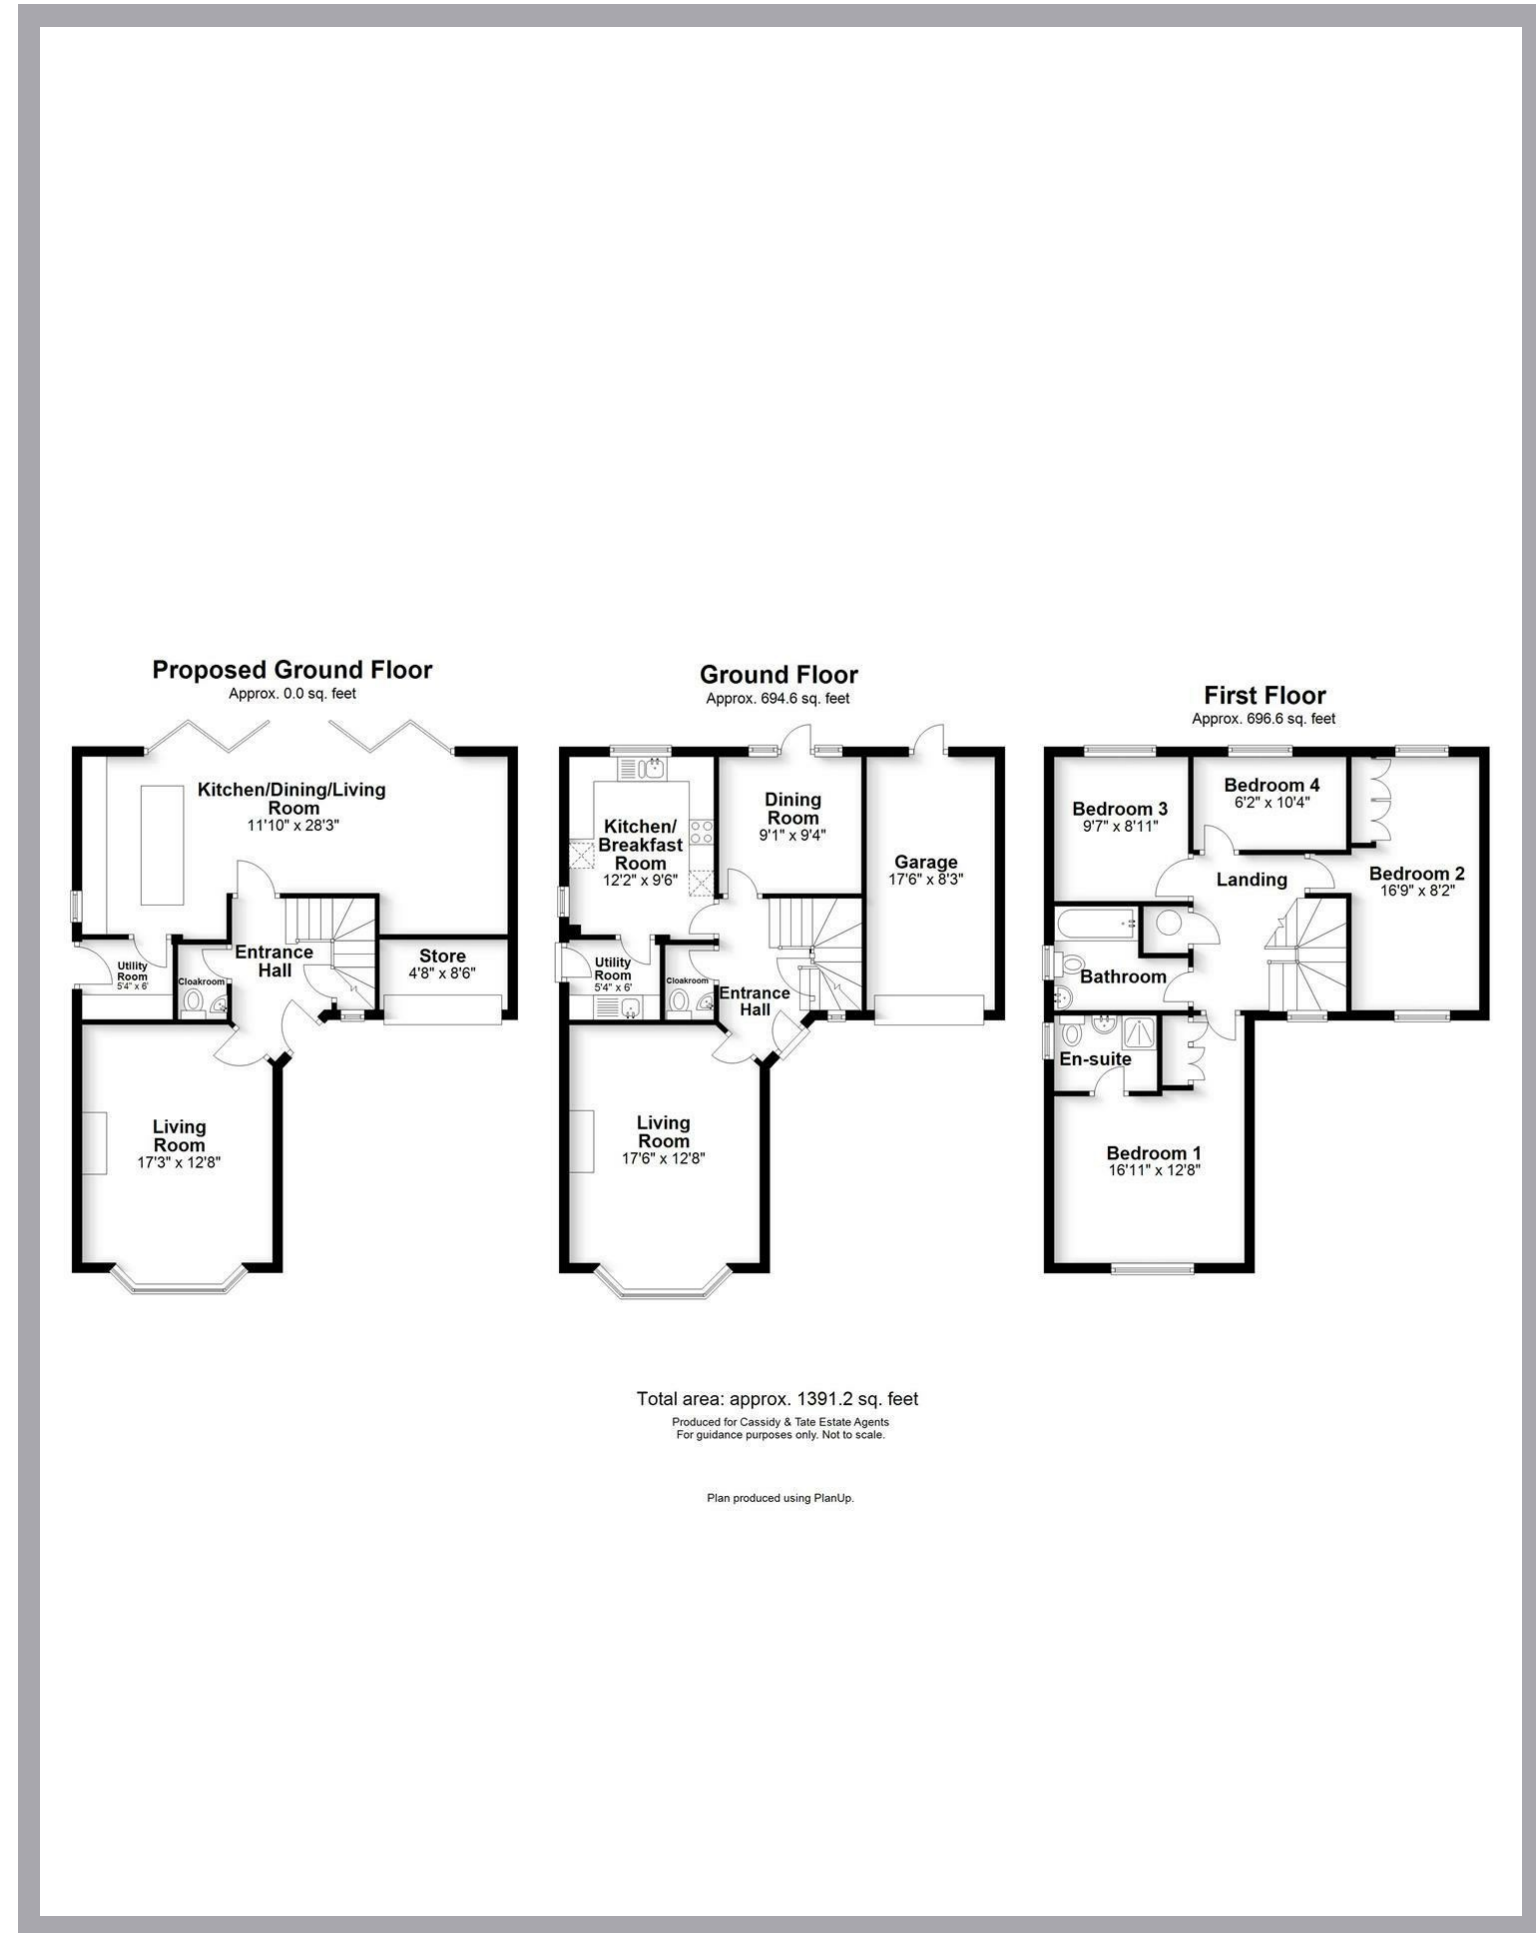 Proposed Ground Floor
Approx. 0.0 sq. feet
Kitchen/Dining/Living
Room
11'10" x 28'3"
Utility
Room
5'4" x 6'
Cloakroom
Entrance
Hall
Store
4'8" x 8'6"
Living
Room
17'3" x 12'8"
Ground Floor
Approx. 694.6 sq. feet
Kitchen/
Breakfast
Room
12'2" x 9'6"
Dining
Room
9'1" x 9'4"
Garage
17'6" x 8'3"
Utility
Room
5'4" x 6'
Cloakroom
Entrance
Hall
Living
Room
17'6" x 12'8"
First Floor
Approx. 696.6 sq. feet
Bedroom 3
9'7" x 8'11"
Bedroom 4
6'2" x 10'4"
Landing
Bedroom 2
16'9" x 8'2"
Bathroom
En-suite
Bedroom 1
16'11" x 12'8"
Total area: approx. 1391.2 sq. feet
Produced for Cassidy & Tate Estate Agents
For guidance purposes only. Not to scale.
Plan produced using PlanUp.